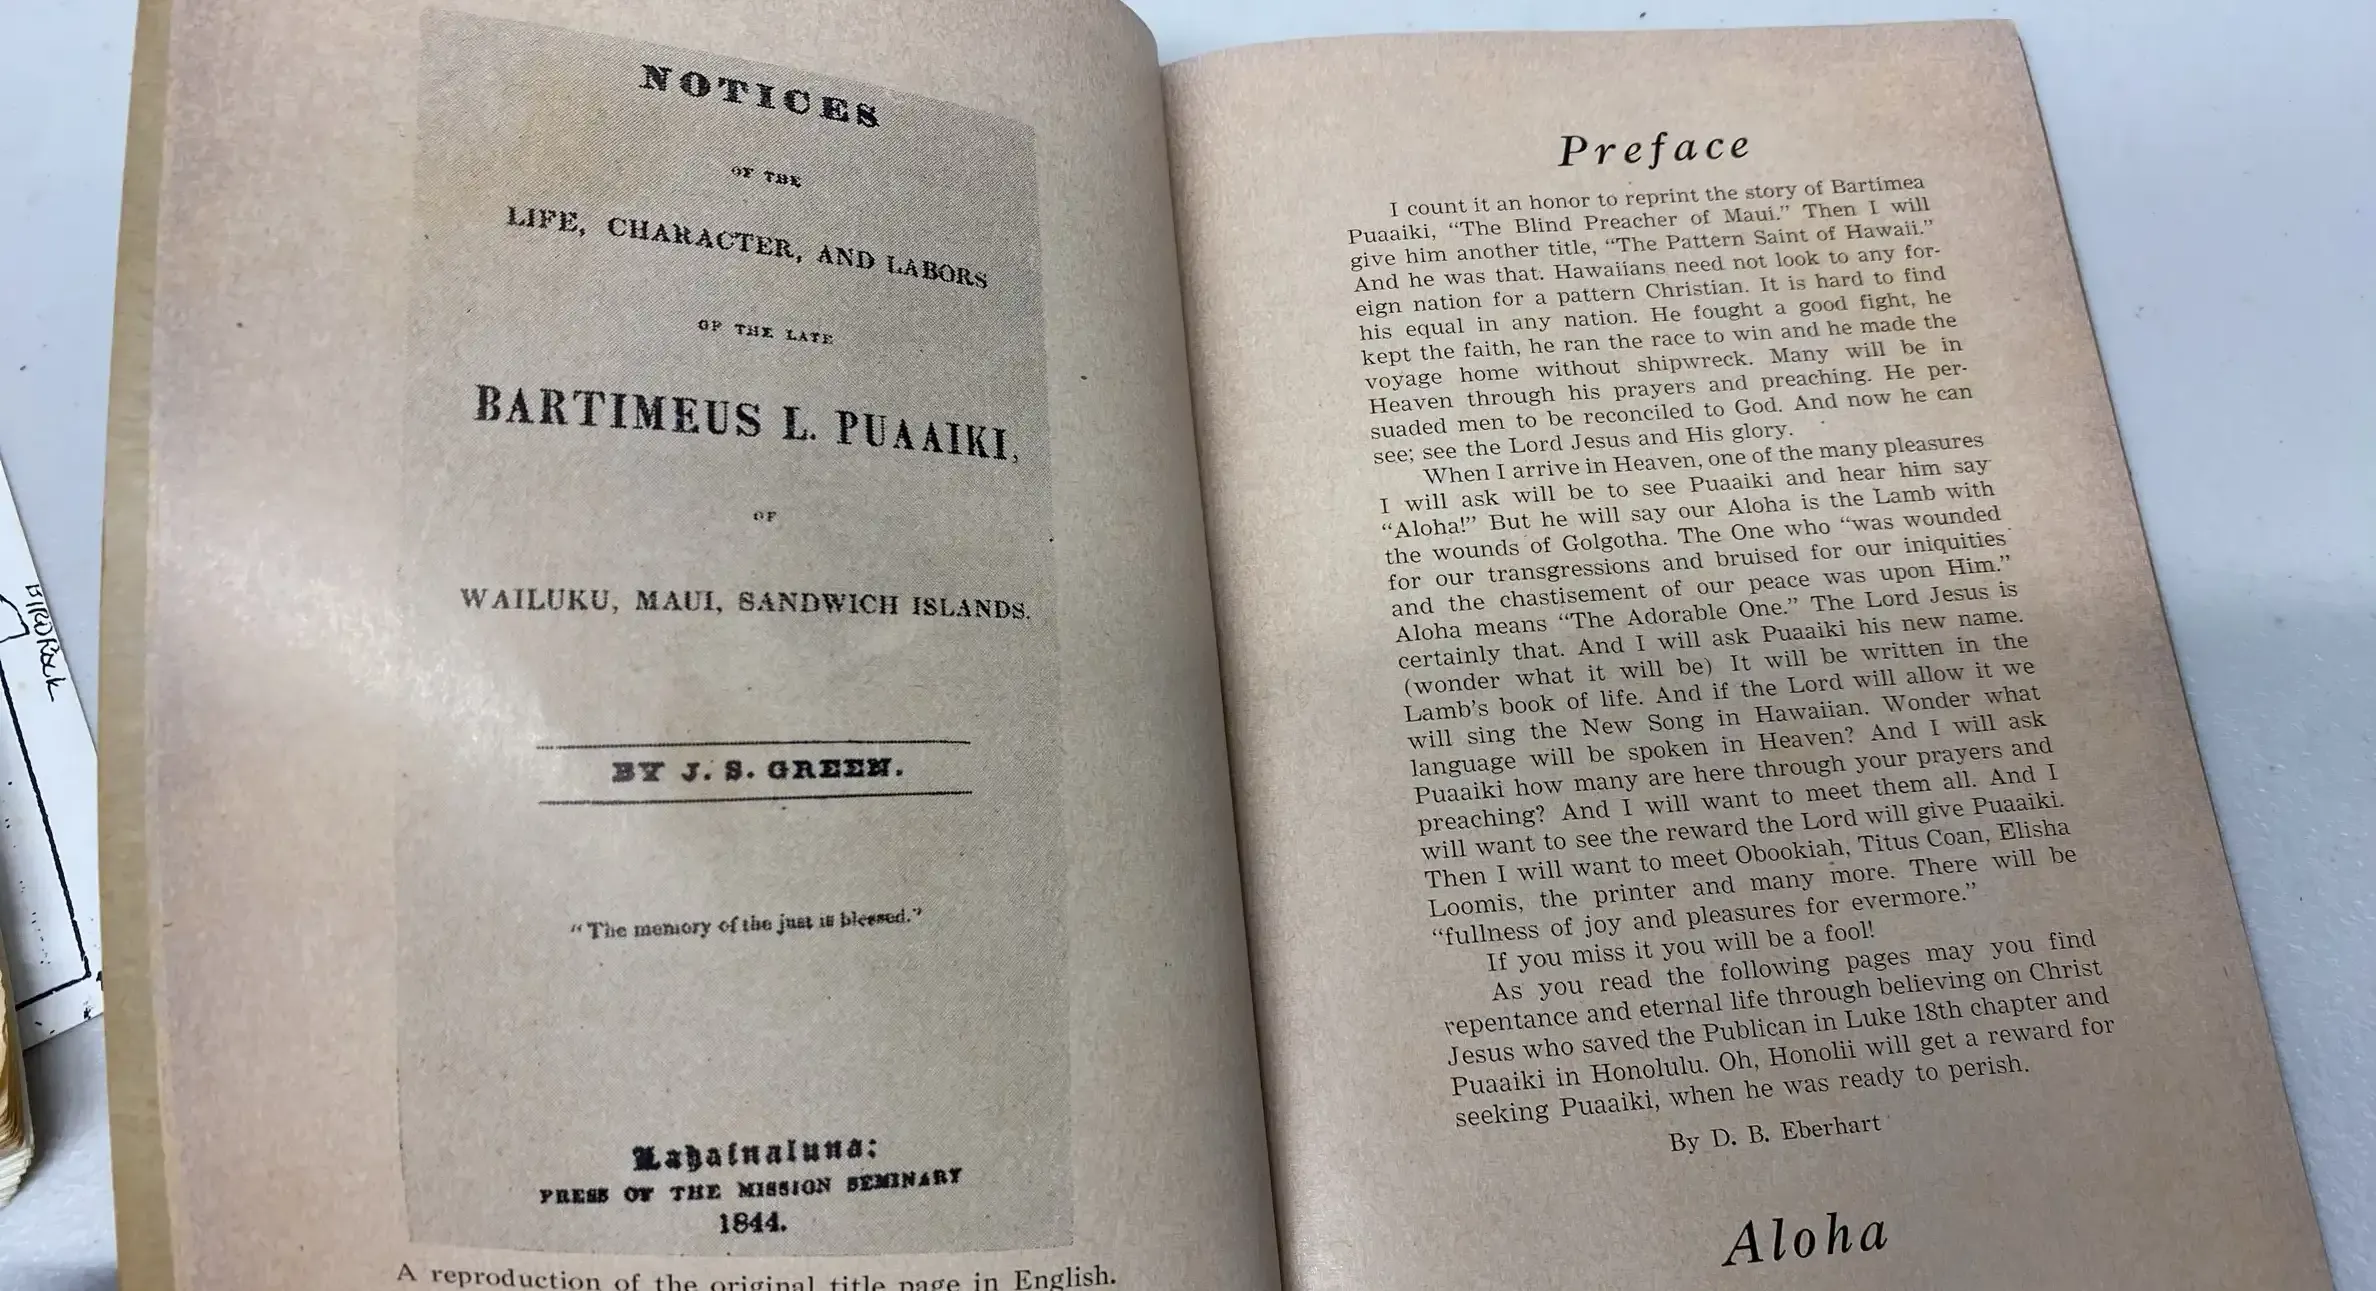 NOTICES
OF THE
LIFE, CHARACTER, AND LABORS
OF THE LATE
BARTIMEUS L. PUAAIKI,
OF
WAILUKU, MAUI, SANDWICH ISLANDS.
BY J. S. GREEN.
"The memory of the just is blessed."
Lahainaluna:
PRESS OF THE MISSION SEMINARY
1844.
A reproduction of the original title page in English.
Preface
I count it an honor to reprint the story of Bartimea
Puaaiki, “The Blind Preacher of Maui.” Then I will
give him another title, “The Pattern Saint of Hawaii.”
And he was that. Hawaiians need not look to any for-
eign nation for a pattern Christian. It is hard to find
his equal in any nation. He fought a good fight, he
kept the faith, he ran the race to win and he made the
voyage home without shipwreck. Many will be in
Heaven through his prayers and preaching. He per-
suaded men to be reconciled to God. And now he can
see; see the Lord Jesus and His glory.
When I arrive in Heaven, one of the many pleasures
I will ask will be to see Puaaiki and hear him say
“Aloha!” But he will say our Aloha is the Lamb with
the wounds of Golgotha. The One who “was wounded
for our transgressions and bruised for our iniquities
and the chastisement of our peace was upon Him.”
Aloha means “The Adorable One.” The Lord Jesus is
certainly that. And I will ask Puaaiki his new name.
(wonder what it will be) It will be written in the
Lamb’s book of life. And if the Lord will allow it we
will sing the New Song in Hawaiian. Wonder what
language will be spoken in Heaven? And I will ask
Puaaiki how many are here through your prayers and
preaching? And I will want to meet them all. And I
will want to see the reward the Lord will give Puaaiki.
Then I will want to meet Obookiah, Titus Coan, Elisha
Loomis, the printer and many more. There will be
“fullness of joy and pleasures for evermore.”
If you miss it you will be a fool!
As you read the following pages may you find
repentance and eternal life through believing on Christ
Jesus who saved the Publican in Luke 18th chapter and
Puaaiki in Honolulu. Oh, Honolii will get a reward for
seeking Puaaiki, when he was ready to perish.
By D. B. Eberhart
Aloha